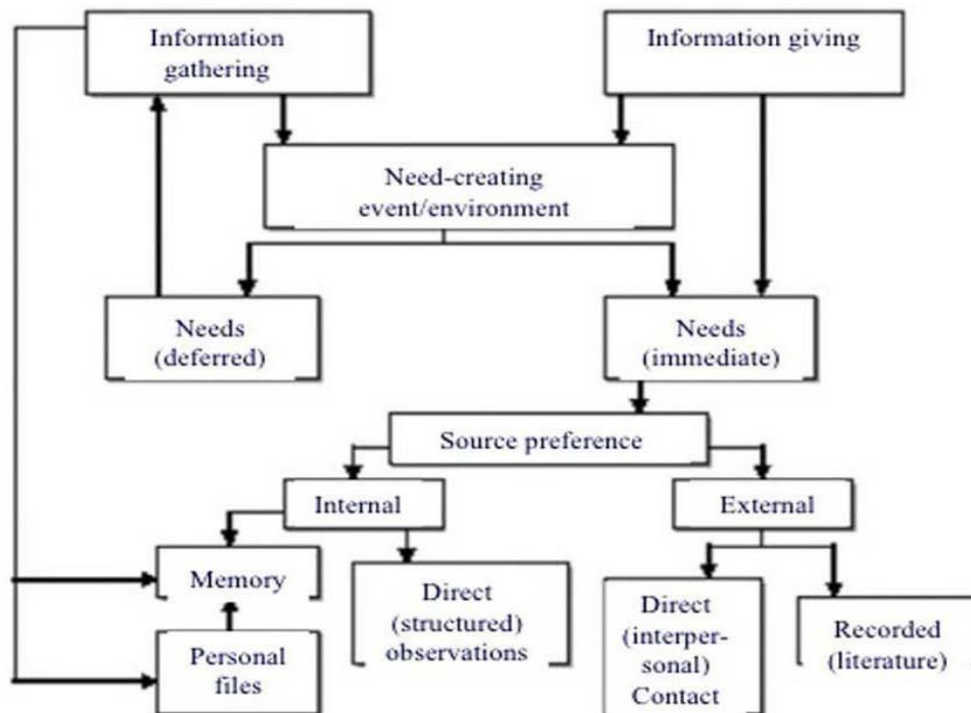 Information
gathering
Information giving
Need-creating
event/environment
Needs
(deferred)
Needs
(immediate)
Source preference
Internal
External
Memory
Direct
(structured)
observations
Direct
(interper-
sonal)
Contact
Recorded
(literature)
Personal
files